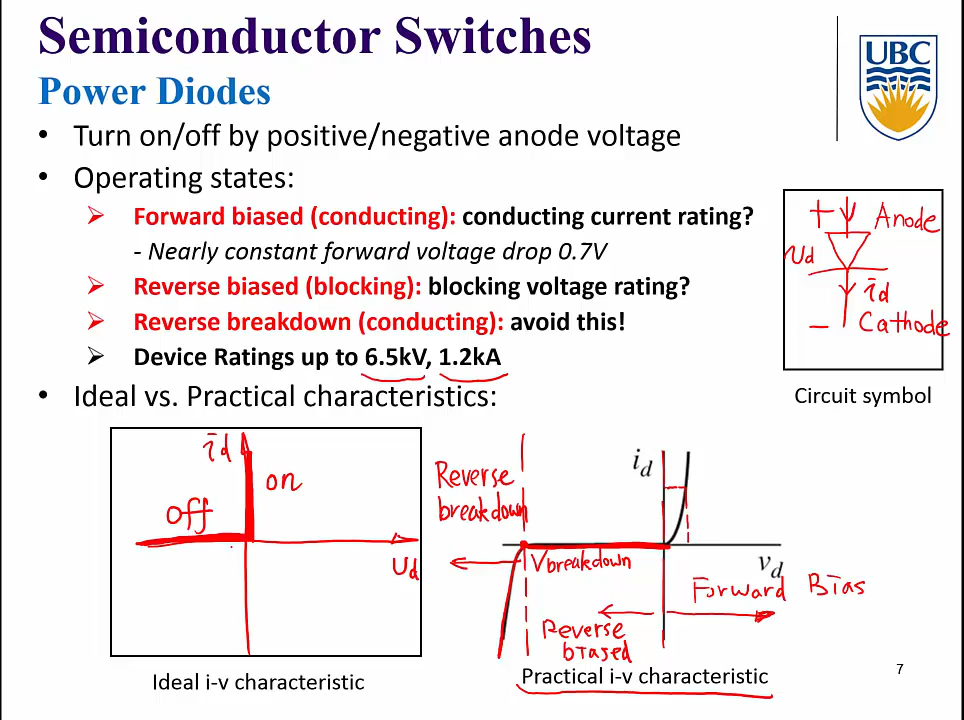 Semiconductor Switches
UBC
Power Diodes
• Turn on/off by positive/negative anode voltage
• Operating states:
➢ Forward biased (conducting): conducting current rating?
- Nearly constant forward voltage drop 0.7V
➢ Reverse biased (blocking): blocking voltage rating?
➢ Reverse breakdown (conducting): avoid this!
➢ Device Ratings up to 6.5kV, 1.2kA
+ Anode
Ud
id
- Cathode
Circuit symbol
• Ideal vs. Practical characteristics:
id
on
off
Ud
Ideal i-v characteristic
Reverse
breakdown
id
Vbreakdown
vd
Forward Bias
Reverse
biased
Practical i-v characteristic
7